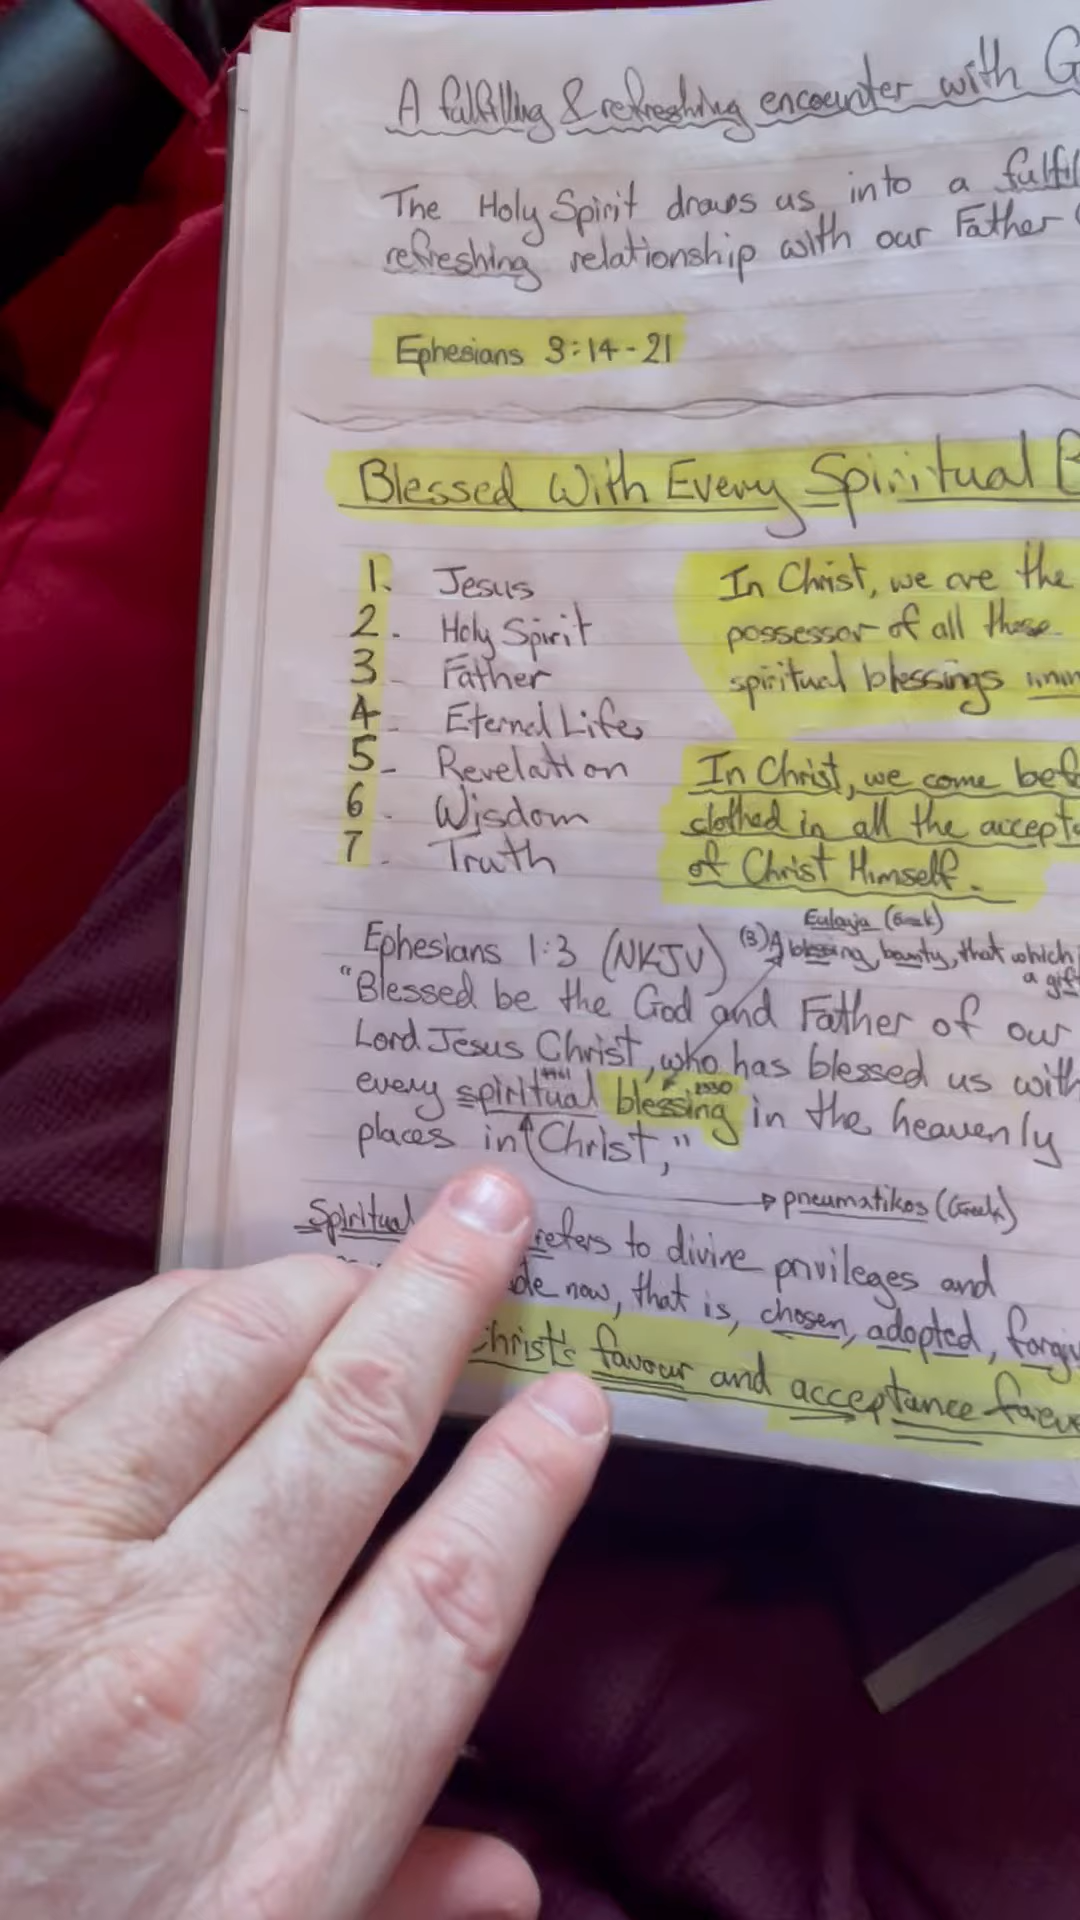 A fulfilling & refreshing encounter with G
The Holy Spirit draws us into a fulfil
refreshing relationship with our Father
Ephesians 3:14-21
Blessed With Every Spiritual B
1. Jesus
2. Holy Spirit
3. Father
4. Eternal Life
5. Revelation
6. Wisdom
7. Truth
In Christ, we are the
possessor of all these
spiritual blessings
In Christ, we come bef
clothed in all the accepta
of Christ Himself.
Eulogia (Greek)
(3) A blessing, bounty, that which
a gif
Ephesians 1:3 (NKJV)
"Blessed be the God and Father of our
Lord Jesus Christ, who has blessed us with
every spiritual blessing in the heavenly
places in Christ,"
pneumatikos (Greek)
Spiritual refers to divine privileges and
now, that is, chosen, adopted, forgiv
Christ's favour and acceptance forev